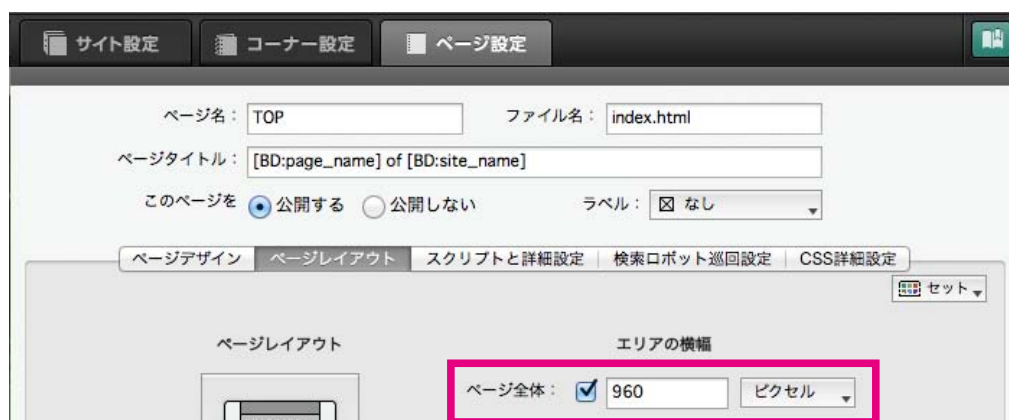 サイト設定 コーナー設定 ページ設定
ページ名： TOP ファイル名： index.html
ページタイトル： [BD:page_name] of [BD:site_name]
このページを 公開する 公開しない ラベル： なし
ページデザイン ページレイアウト スクリプトと詳細設定 検索ロボット巡回設定 CSS詳細設定
セット
ページレイアウト エリアの横幅
ページ全体： 960 ピクセル